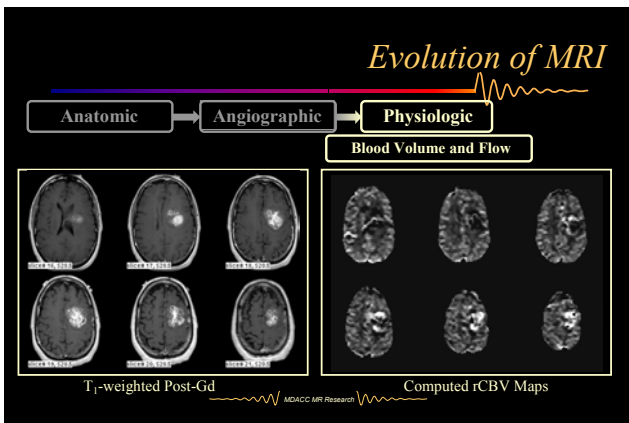 Evolution of MRI
Anatomic
Angiographic
Physiologic
Blood Volume and Flow
T₁-weighted Post-Gd
Computed rCBV Maps
MDACC MR Research